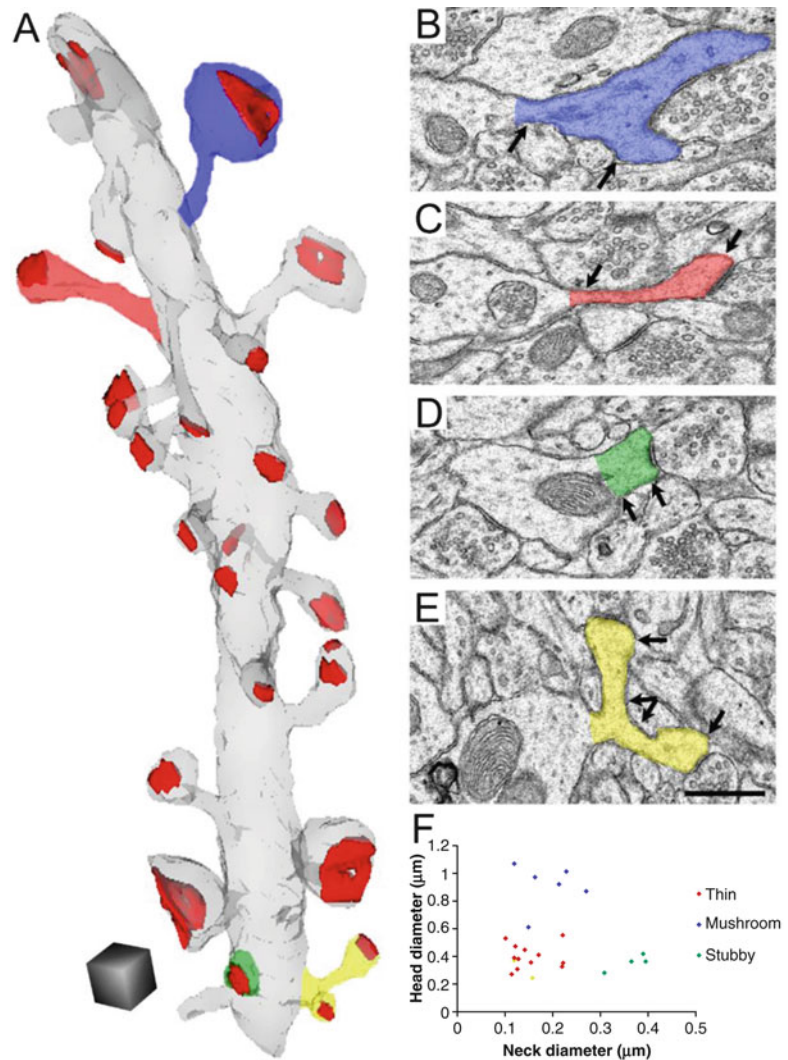 A
B
C
D
E
F
1.2
1
0.8
0.6
0.4
0.2
0
Head diameter (μm)
0
0.1
0.2
0.3
0.4
0.5
Neck diameter (μm)
Thin
Mushroom
Stubby